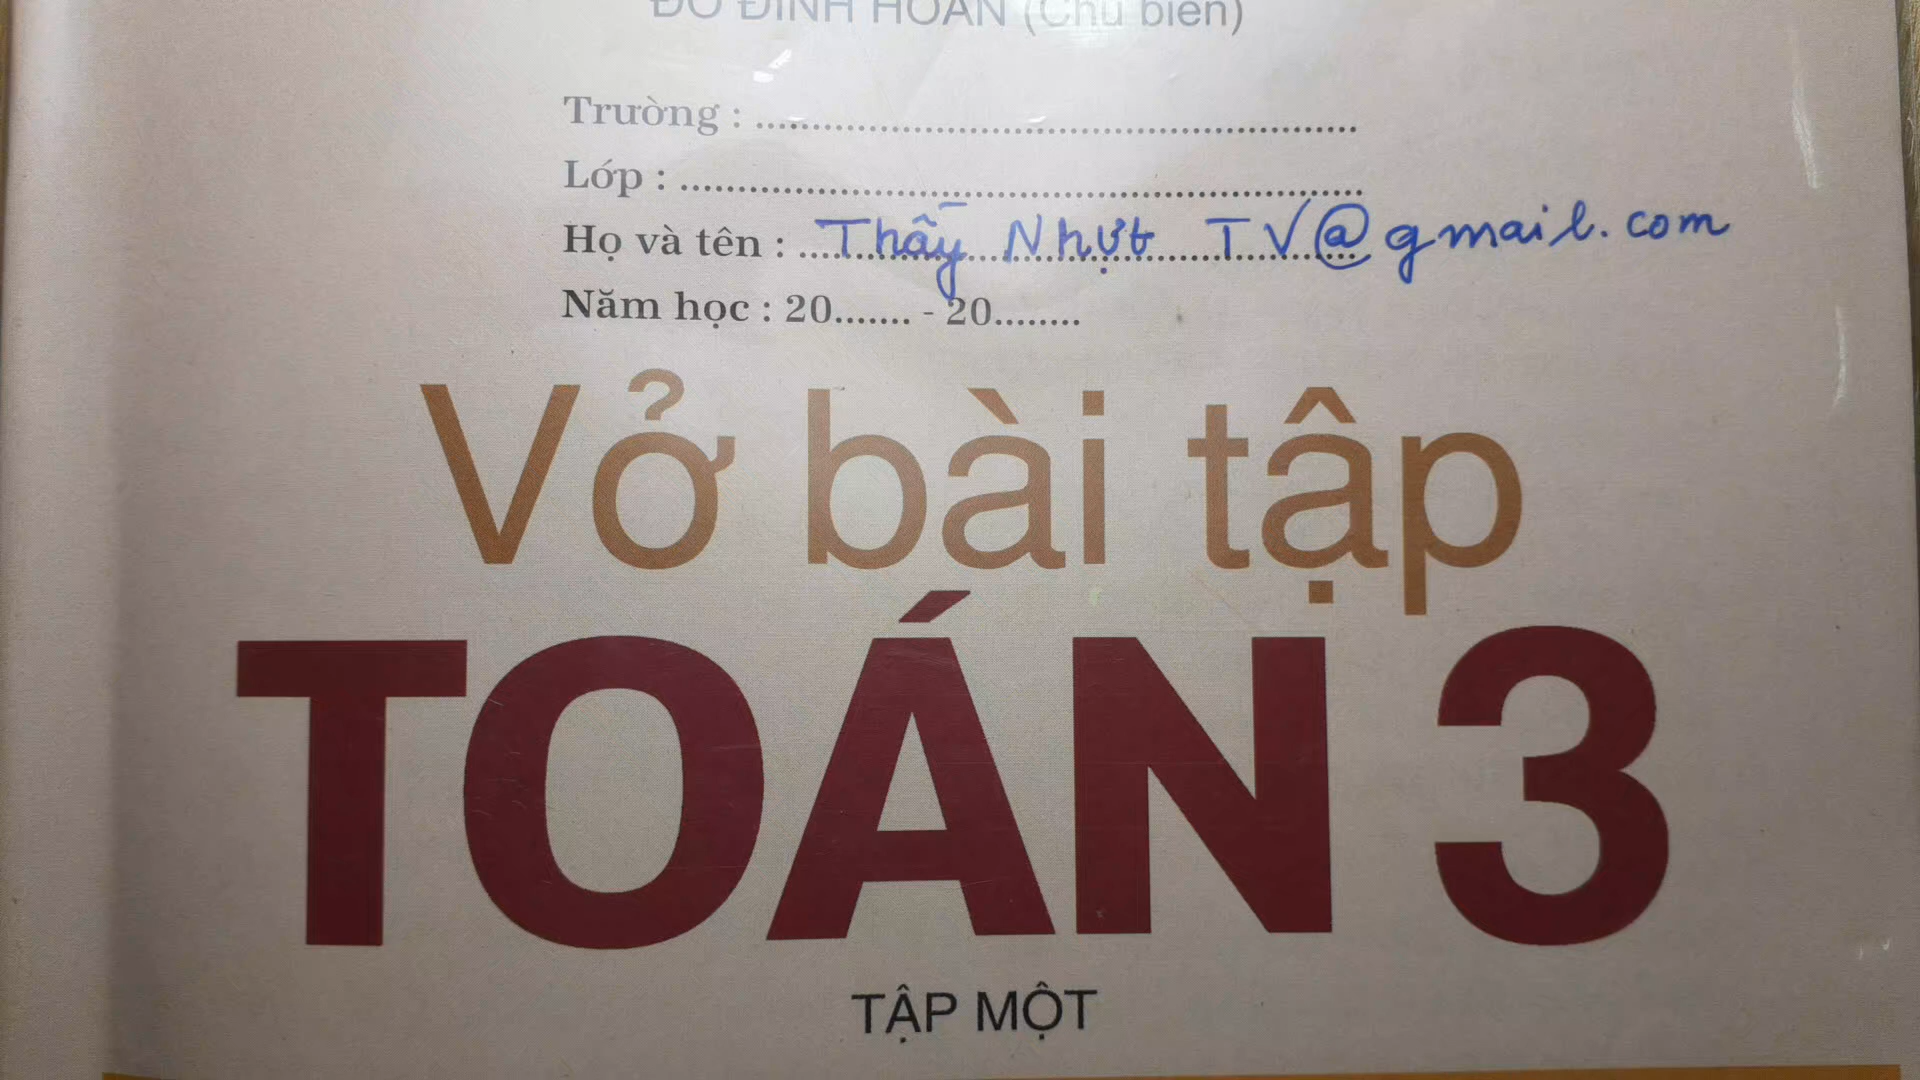 ĐỖ ĐÌNH HOAN (Chủ biên)
Trường : ....................................................
Lớp : ...........................................................
Họ và tên : Thầy Nhựt TV@gmail.com
Năm học : 20....... - 20........
Vở bài tập
TOÁN 3
TẬP MỘT